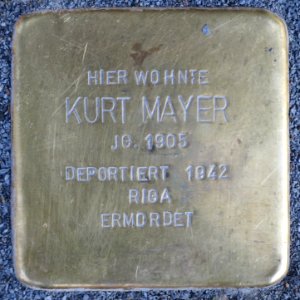 HIER WOHNTE
KURT MAYER
JG. 1905
DEPORTIERT 1942
RIGA
ERMORDET